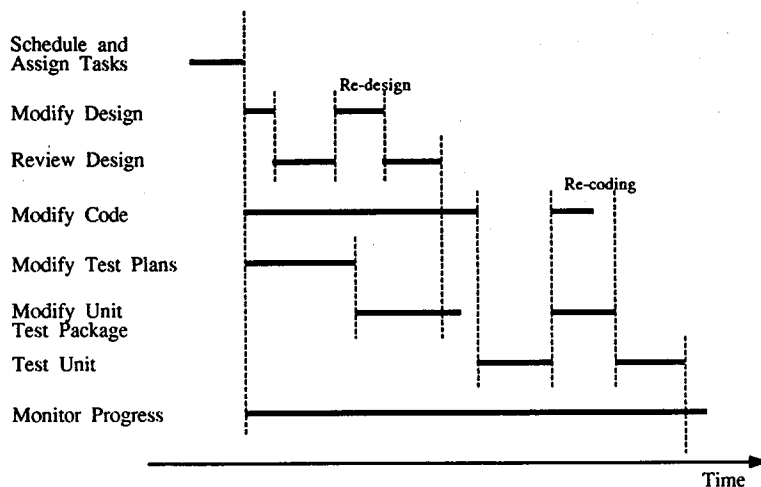 Schedule and
Assign Tasks
Re-design
Modify Design
Review Design
Re-coding
Modify Code
Modify Test Plans
Modify Unit
Test Package
Test Unit
Monitor Progress
Time